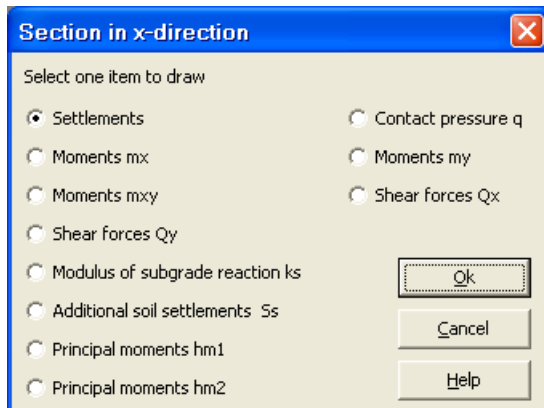 Section in x-direction
Select one item to draw
Settlements
Contact pressure q
Moments mx
Moments my
Moments mxy
Shear forces Qx
Shear forces Qy
Modulus of subgrade reaction ks
Additional soil settlements Ss
Principal moments hm1
Principal moments hm2
Ok
Cancel
Help